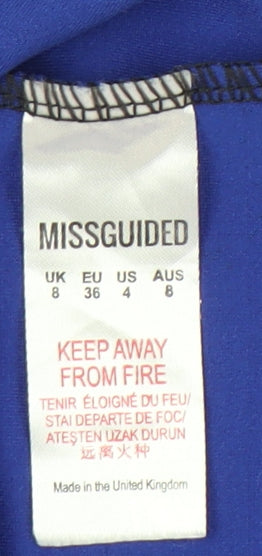 MISSGUIDED
UK EU US AUS
8 36 4 8
KEEP AWAY
FROM FIRE
TENIR ÉLOIGNÉ DU FEU/
STAI DEPARTE DE FOC/
ATEŞTEN UZAK DURUN
远离火种
Made in the United Kingdom